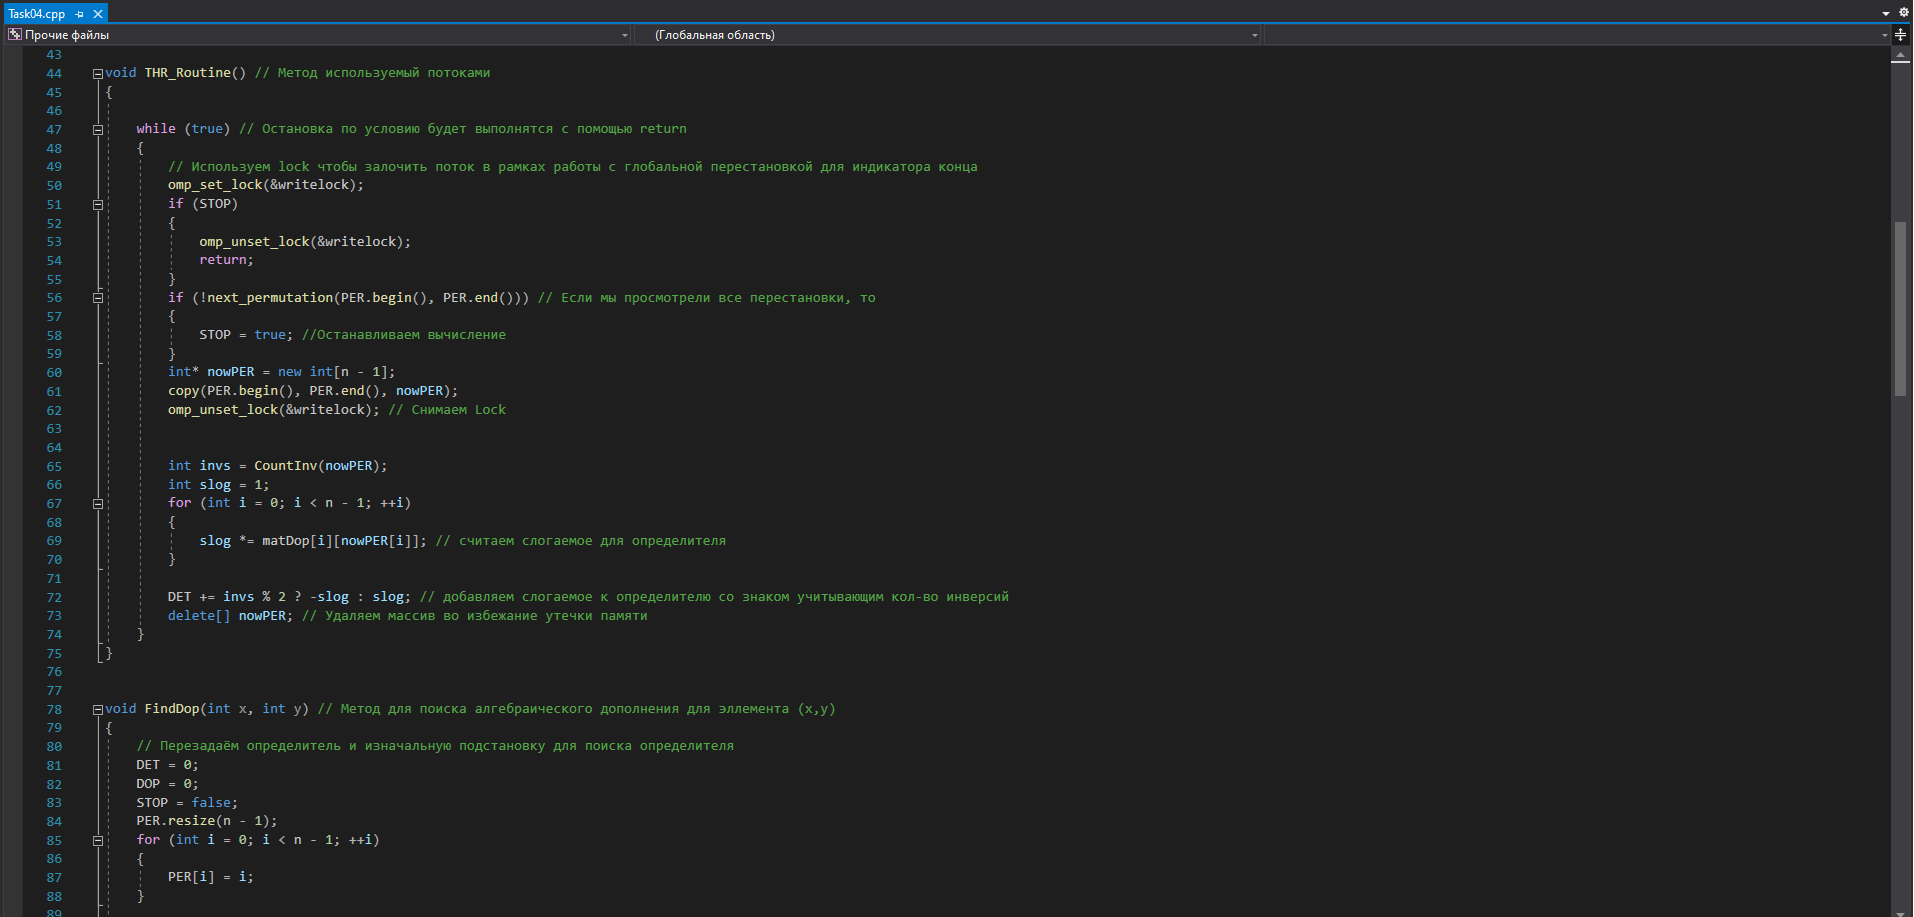 Task04.cpp
Прочие файлы
(Глобальная область)
43
44 void THR_Routine() // Метод используемый потоками
45 {
46
47 while (true) // Остановка по условию будет выполнятся с помощью return
48 {
49 // Используем lock чтобы залочить поток в рамках работы с глобальной перестановкой для индикатора конца
50 omp_set_lock(&writelock);
51 if (STOP)
52 {
53 omp_unset_lock(&writelock);
54 return;
55 }
56 if (!next_permutation(PER.begin(), PER.end())) // Если мы просмотрели все перестановки, то
57 {
58 STOP = true; //Останавливаем вычисление
59 }
60 int* nowPER = new int[n - 1];
61 copy(PER.begin(), PER.end(), nowPER);
62 omp_unset_lock(&writelock); // Снимаем Lock
63
64
65 int invs = CountInv(nowPER);
66 int slog = 1;
67 for (int i = 0; i < n - 1; ++i)
68 {
69 slog *= matDop[i][nowPER[i]]; // считаем слогаемое для определителя
70 }
71
72 DET += invs % 2 ? -slog : slog; // добавляем слогаемое к определителю со знаком учитывающим кол-во инверсий
73 delete[] nowPER; // Удаляем массив во избежание утечки памяти
74 }
75 }
76
77
78 void FindDop(int x, int y) // Метод для поиска алгебраического дополнения для эллемента (x,y)
79 {
80 // Перезадаём определитель и изначальную подстановку для поиска определителя
81 DET = 0;
82 DOP = 0;
83 STOP = false;
84 PER.resize(n - 1);
85 for (int i = 0; i < n - 1; ++i)
86 {
87 PER[i] = i;
88 }
89